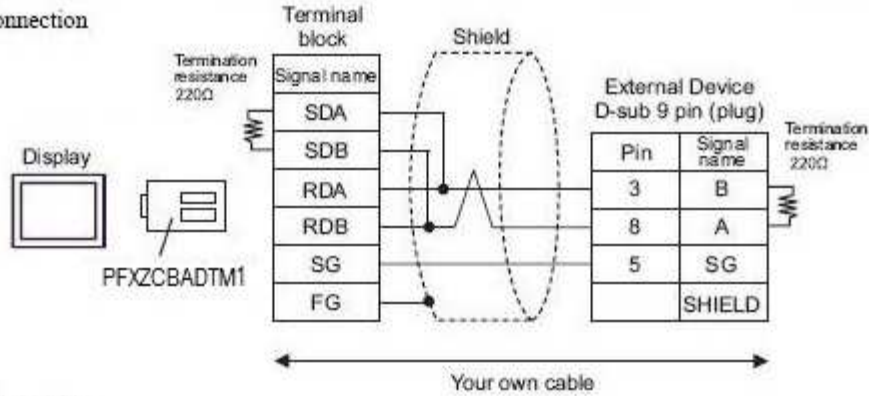 onnection
Terminal
block
Shield
Termination
resistance
220Ω
Signal name
SDA
SDB
RDA
RDB
SG
FG
Display
PFXZCBADTM1
External Device
D-sub 9 pin (plug)
Pin
Signal
name
3
B
8
A
5
SG
SHIELD
Termination
resistance
220Ω
Your own cable